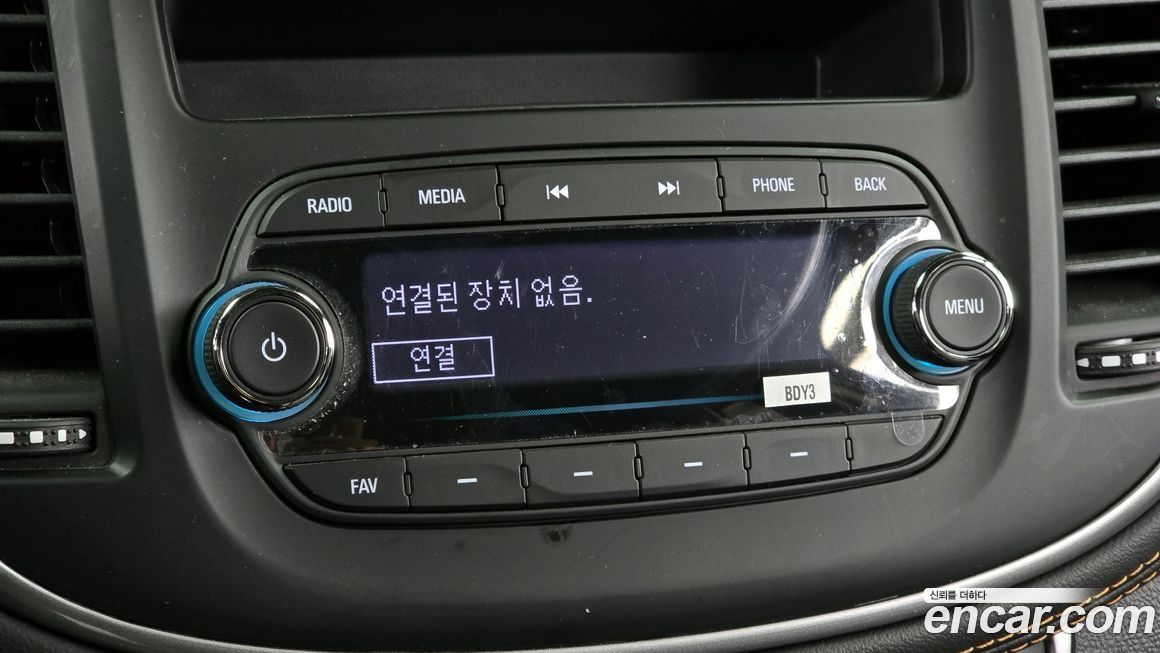 RADIO
MEDIA
PHONE
BACK
연결된 장치 없음.
연결
MENU
BDY3
FAV
신뢰를 더하다
encar.com